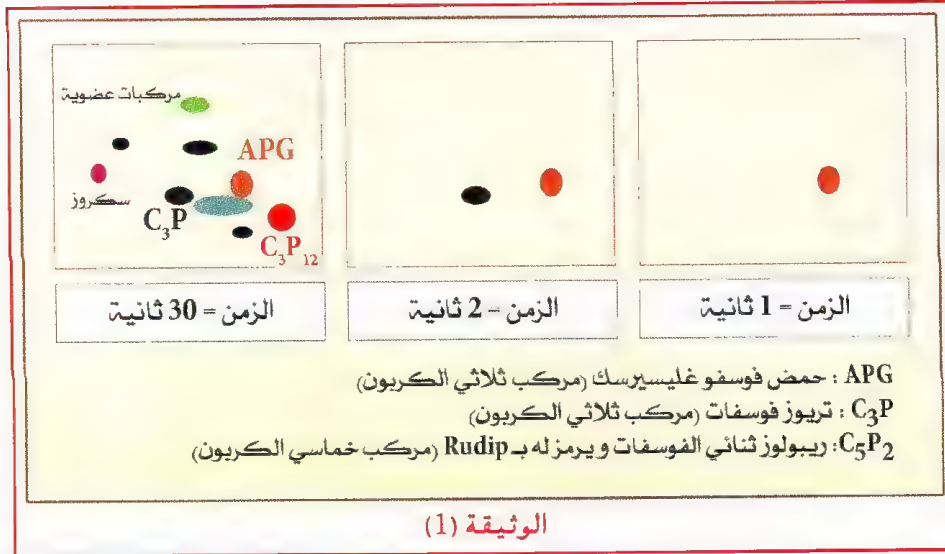 مركبات عضوية
APG
سكروز
C₃P
C₃P₁₂
الزمن = 1 ثانية
الزمن = 2 ثانية
الزمن = 30 ثانية
APG : حمض فوسفو غليسيرسك (مركب ثلاثي الكربون)
C₃P : تريوز فوسفات (مركب ثلاثي الكربون)
C₅P₂: ريبولوز ثنائي الفوسفات ويرمز له بـ Rudip (مركب خماسي الكربون)
الوثيقة (1)